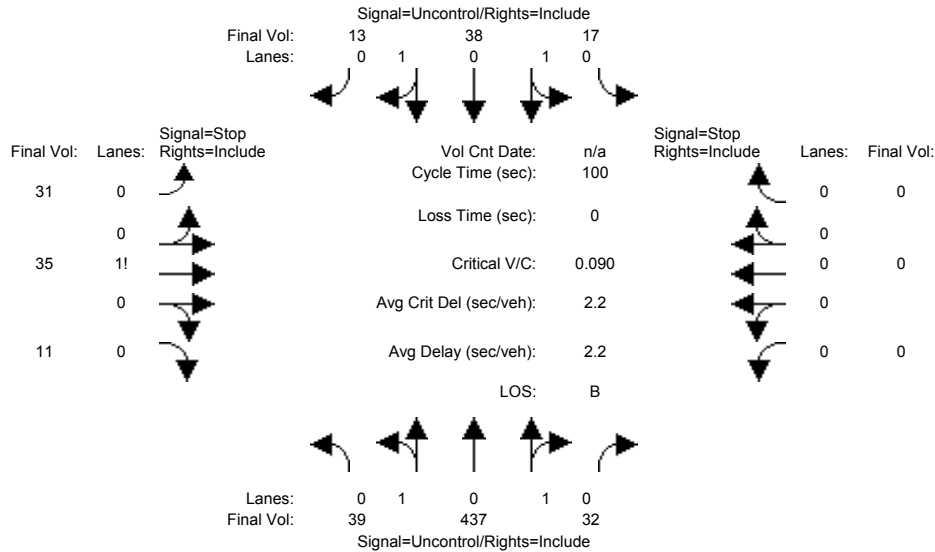 Signal=Uncontrol/Rights=Include
Final Vol: 13 38 17
Lanes: 0 1 0 1 0
Signal=Stop Signal=Stop
Final Vol: Lanes: Rights=Include Vol Cnt Date: n/a Rights=Include Lanes: Final Vol:
Cycle Time (sec): 100
31 0 0 0
Loss Time (sec): 0
0 0
35 1! Critical V/C: 0.090 0 0
0 Avg Crit Del (sec/veh): 2.2 0
11 0 Avg Delay (sec/veh): 2.2 0 0
LOS: B
Lanes: 0 1 0 1 0
Final Vol: 39 437 32
Signal=Uncontrol/Rights=Include